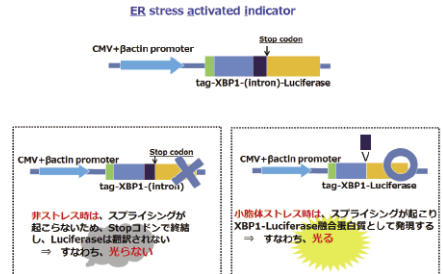 ER stress activated indicator
Stop codon
CMV+βactin promoter
tag-XBP1-(intron)-Luciferase
Stop codon
CMV+βactin promoter
tag-XBP1-(intron)
非ストレス時は、スプライシングが
起こらないため、Stopコドンで終結
し、Luciferaseは翻訳されない
⇒ すなわち、光らない
CMV+βactin promoter
tag-XBP1-Luciferase
小胞体ストレス時は、スプライシングが起こり
XBP1-Luciferase融合蛋白質として発現する
⇒ すなわち、光る